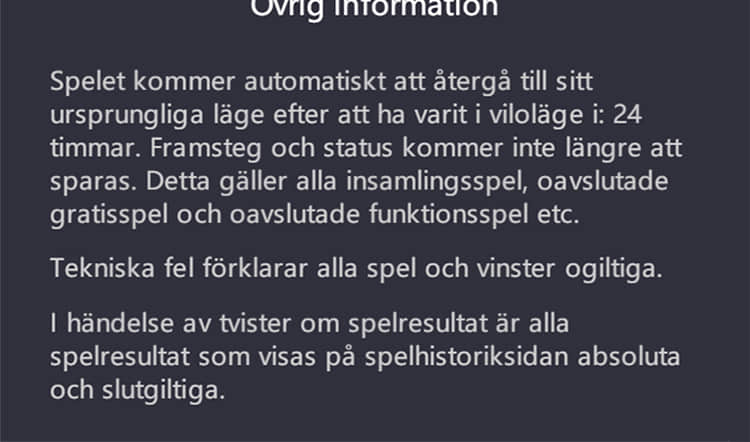 Övrig information
Spelet kommer automatiskt att återgå till sitt
ursprungliga läge efter att ha varit i viloläge i: 24
timmar. Framsteg och status kommer inte längre att
sparas. Detta gäller alla insamlingsspel, oavslutade
gratisspel och oavslutade funktionsspel etc.
Tekniska fel förklarar alla spel och vinster ogiltiga.
I händelse av tvister om spelresultat är alla
spelresultat som visas på spelhistoriksidan absoluta
och slutgiltiga.